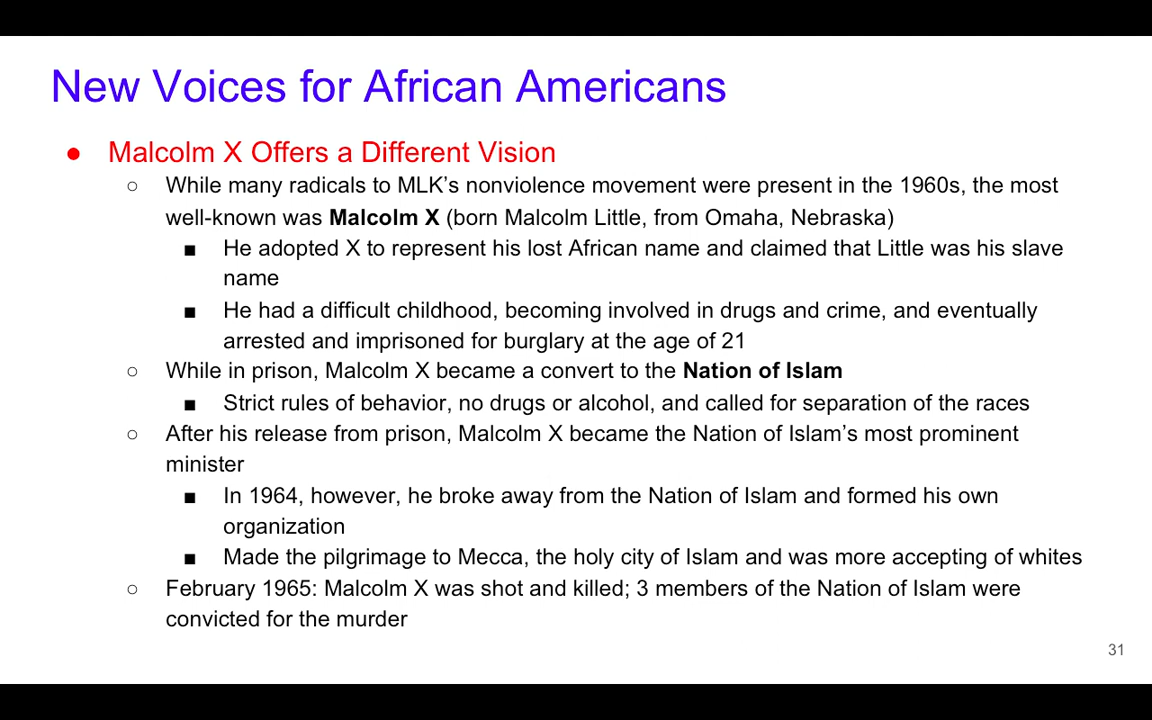 New Voices for African Americans
● Malcolm X Offers a Different Vision
○ While many radicals to MLK's nonviolence movement were present in the 1960s, the most
well-known was Malcolm X (born Malcolm Little, from Omaha, Nebraska)
■ He adopted X to represent his lost African name and claimed that Little was his slave
name
■ He had a difficult childhood, becoming involved in drugs and crime, and eventually
arrested and imprisoned for burglary at the age of 21
○ While in prison, Malcolm X became a convert to the Nation of Islam
■ Strict rules of behavior, no drugs or alcohol, and called for separation of the races
○ After his release from prison, Malcolm X became the Nation of Islam's most prominent
minister
■ In 1964, however, he broke away from the Nation of Islam and formed his own
organization
■ Made the pilgrimage to Mecca, the holy city of Islam and was more accepting of whites
○ February 1965: Malcolm X was shot and killed; 3 members of the Nation of Islam were
convicted for the murder
31